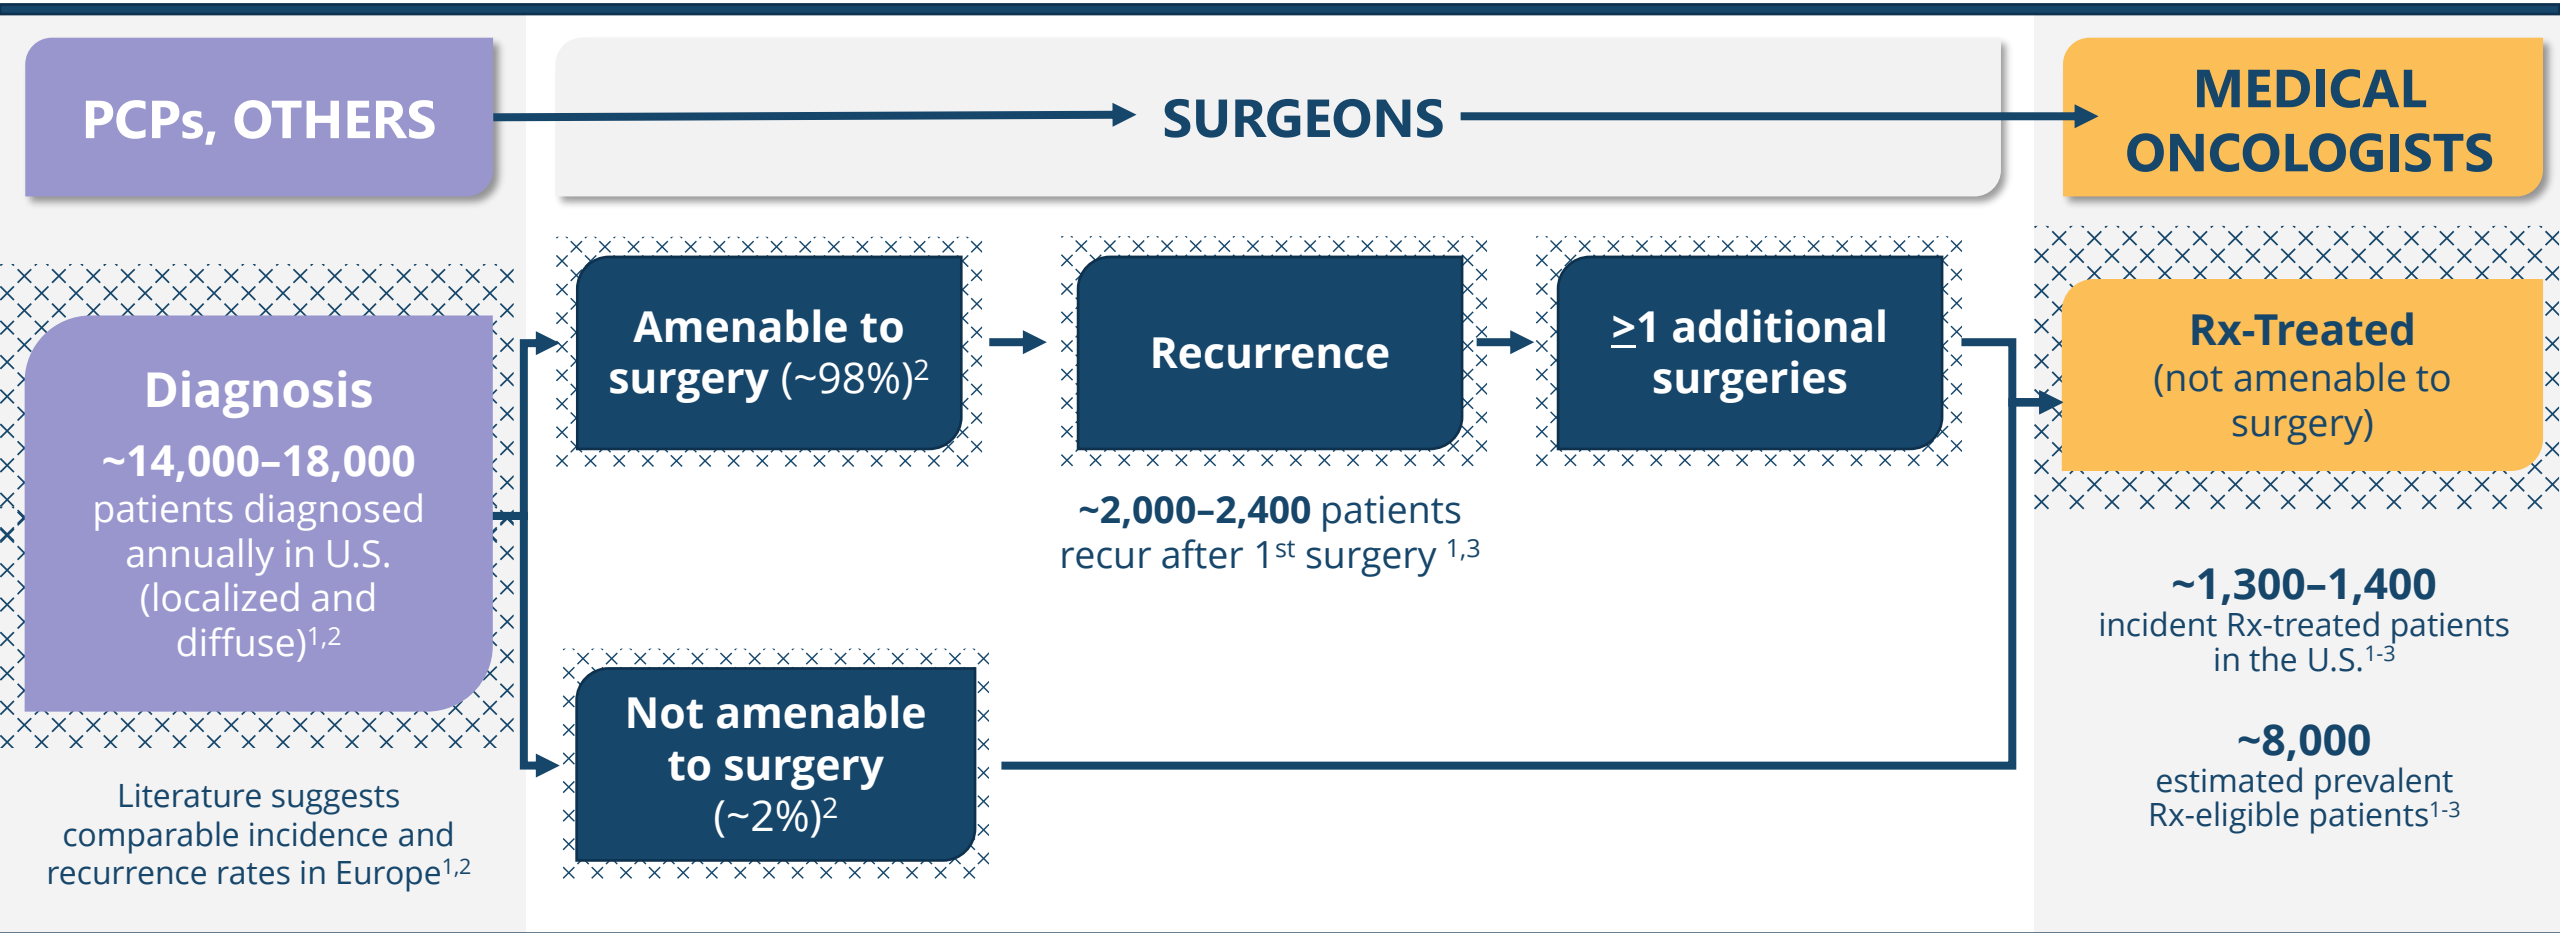 PCPs, OTHERS
SURGEONS
MEDICAL
ONCOLOGISTS
Diagnosis
~14,000–18,000
patients diagnosed
annually in U.S.
(localized and
diffuse)1,2
Literature suggests
comparable incidence and
recurrence rates in Europe1,2
Amenable to
surgery (~98%)2
Recurrence
~2,000–2,400 patients
recur after 1st surgery 1,3
>1 additional
surgeries
Not amenable
to surgery
(~2%)2
Rx-Treated
(not amenable to
surgery)
~1,300–1,400
incident Rx-treated patients
in the U.S.1-3
~8,000
estimated prevalent
Rx-eligible patients1-3